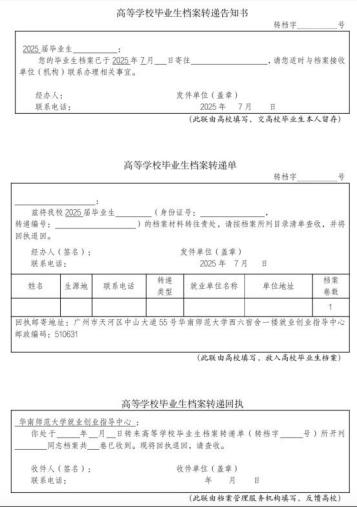 高等学校毕业生档案转递告知书
转档字________号
2025届毕业生________：
您的毕业生档案已于2025年7月__日寄往________________，请您适时与档案接收
单位（机构）联系办理相关事宜。
经办人： 发件单位（盖章）
联系电话： 2025年 7月 日
（此联由高校填写、交高校毕业生本人留存）
高等学校毕业生档案转递单
转档字________号
________________：
兹将我校2025届毕业生________（身份证号：________________，
转递编号：________________）的档案材料转往贵处，请按档案所列目录清单查收，并将
回执退回。
经办人（签名）： 发件单位（盖章）
联系电话： 2025年 7月 日
姓名 生源地 联系电话 转递类型 就业单位名称 单位地址 档案卷数
1
回执邮寄地址：广州市天河区中山大道55号华南师范大学西六宿舍一楼就业创业指导中心
邮政编码：510631
（此联由高校填写、放入高校毕业生档案）
高等学校毕业生档案转递回执
华南师范大学就业创业指导中心：
你处于____年__月__日转来高等学校毕业生档案转递单（转档字____号）所开列
______同志档案共__卷已收到。现将回执退回，请查收。
收件人（签名）： 收件单位（盖章）
联系电话： 年 月 日
（此联由档案管理服务机构填写、反馈高校）